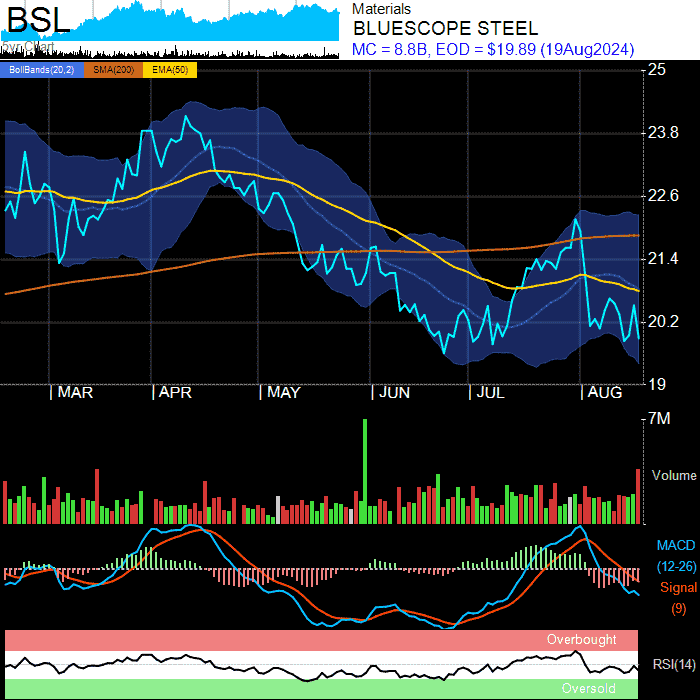 BSL
Materials
BLUESCOPE STEEL
MC = 8.8B, EOD = $19.89 (19Aug2024)
BollBands(20,2) SMA(200) EMA(50)
25
23.8
22.6
21.4
20.2
19
MAR APR MAY JUN JUL AUG
7M
Volume
MACD
(12-26)
Signal
(9)
Overbought
RSI(14)
Oversold